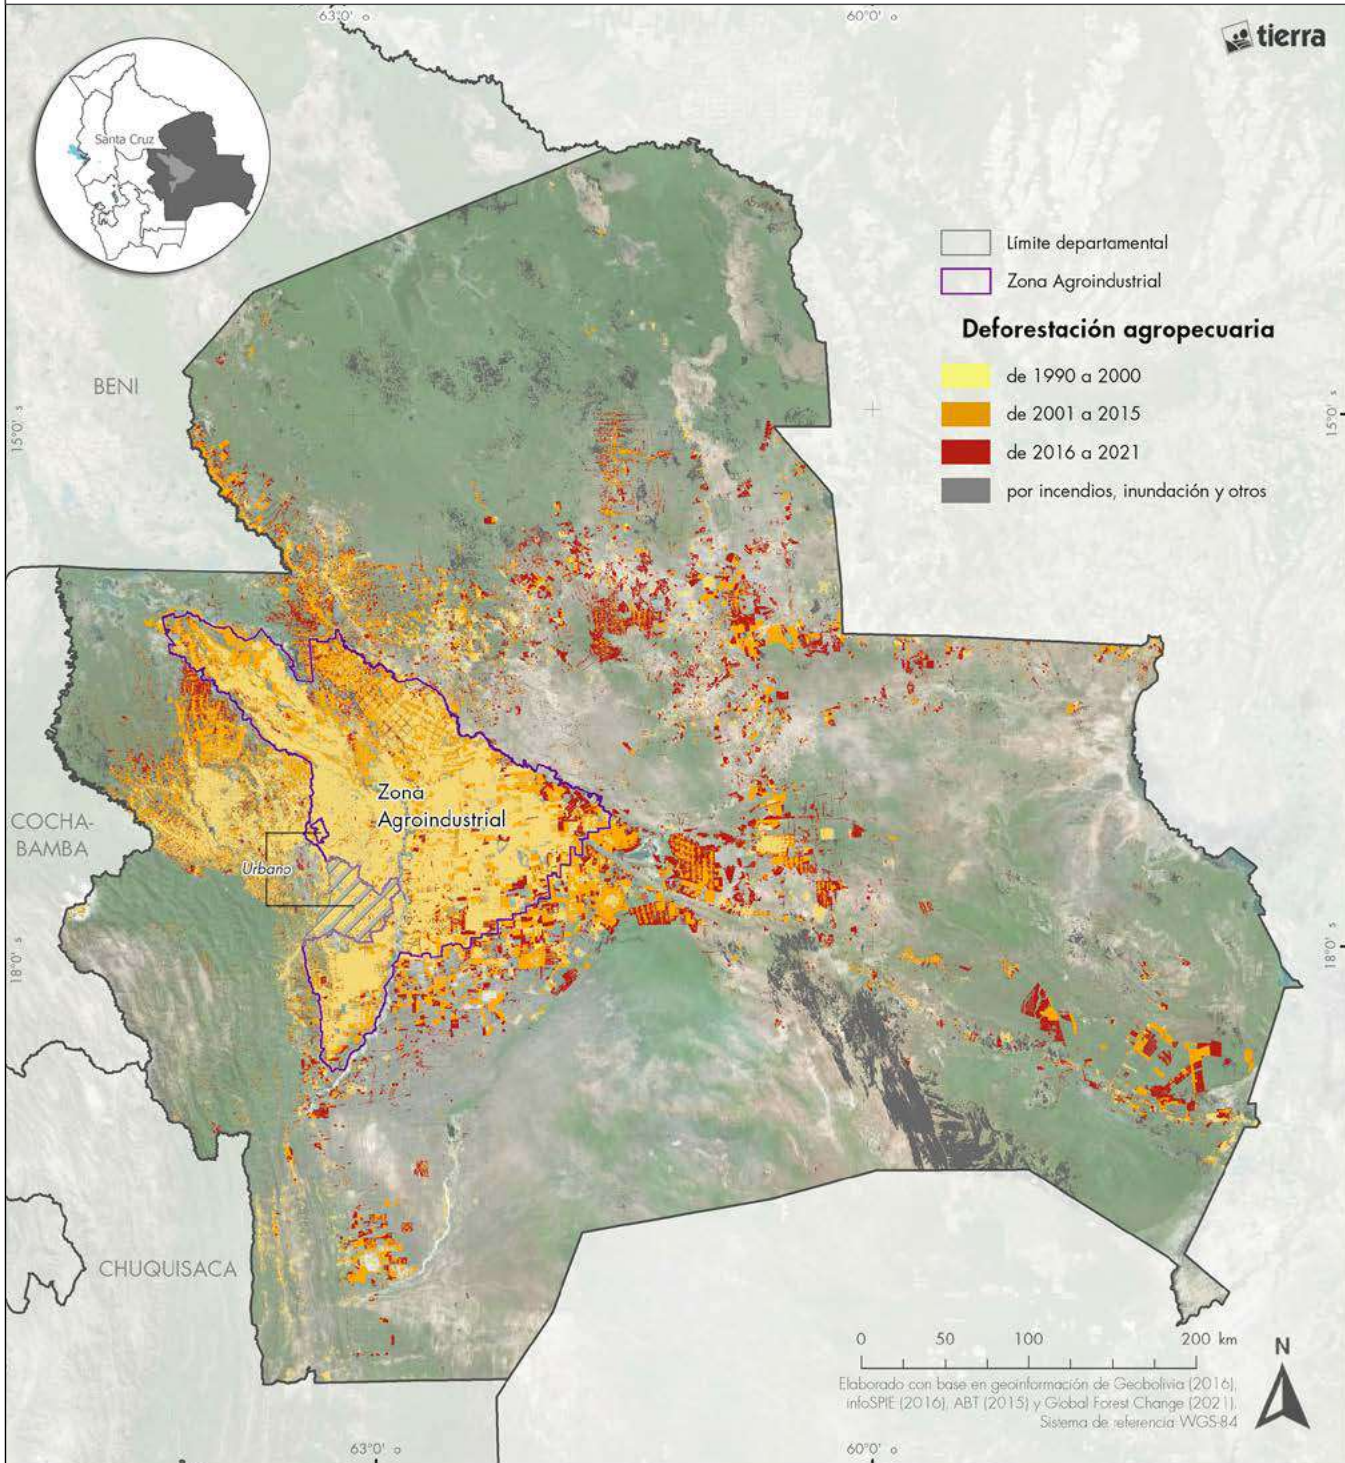 63°0' o
60°0' o
tierra
Santa Cruz
Límite departamental
Zona Agroindustrial
Deforestación agropecuaria
de 1990 a 2000
de 2001 a 2015
de 2016 a 2021
por incendios, inundación y otros
BENI
15°0' s
15°0' s
Zona
Agroindustrial
COCHA-
BAMBA
Urbano
18°0' s
18°0' s
CHUQUISACA
0 50 100 200 km
N
Elaborado con base en geoinformación de Geobolivia (2016),
infoSPIE (2016), ABT (2015) y Global Forest Change (2021).
Sistema de referencia WGS-84
63°0' o
60°0' o